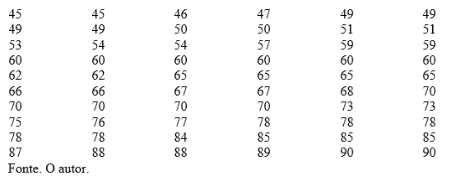 45 45 46 47 49 49
49 49 50 50 51 51
53 54 54 57 59 59
60 60 60 60 60 60
62 62 65 65 65 65
66 66 67 67 68 70
70 70 70 70 73 73
75 76 77 78 78 78
78 78 84 85 85 85
87 88 88 89 90 90
Fonte. O autor.